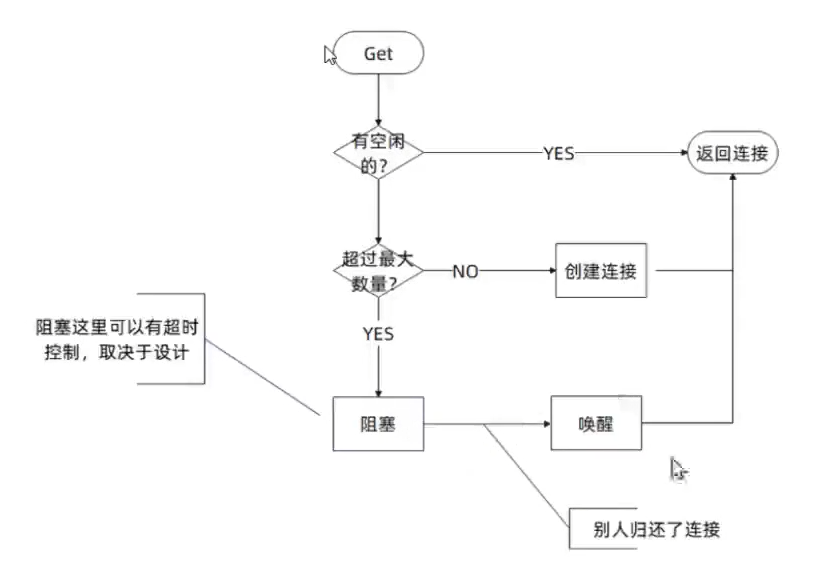 Get
有空闲
的?
YES
返回连接
超过最大
数量?
NO
创建连接
YES
阻塞这里可以有超时
控制，取决于设计
阻塞
唤醒
别人归还了连接